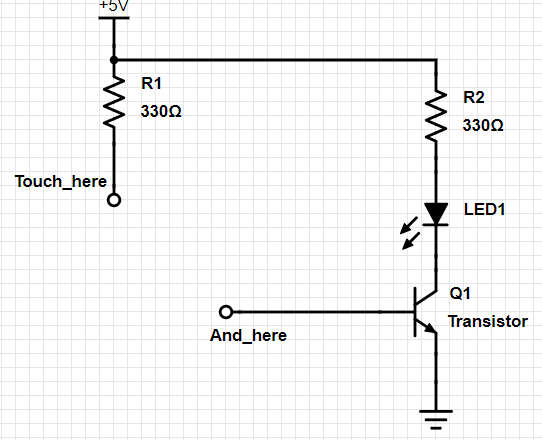 +5V
R1
330Ω
R2
330Ω
Touch_here
LED1
Q1
Transistor
And_here